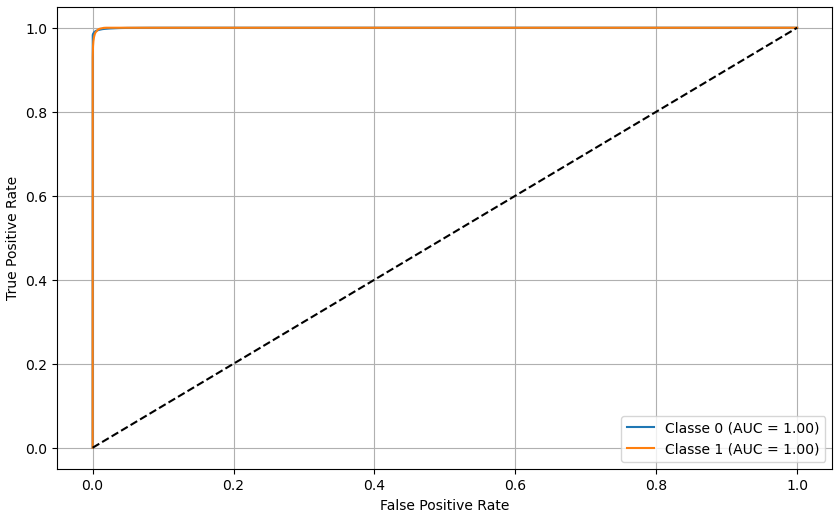 1.0
0.8
0.6
0.4
0.2
0.0
True Positive Rate
Classe 0 (AUC = 1.00)
Classe 1 (AUC = 1.00)
0.0 0.2 0.4 0.6 0.8 1.0
False Positive Rate